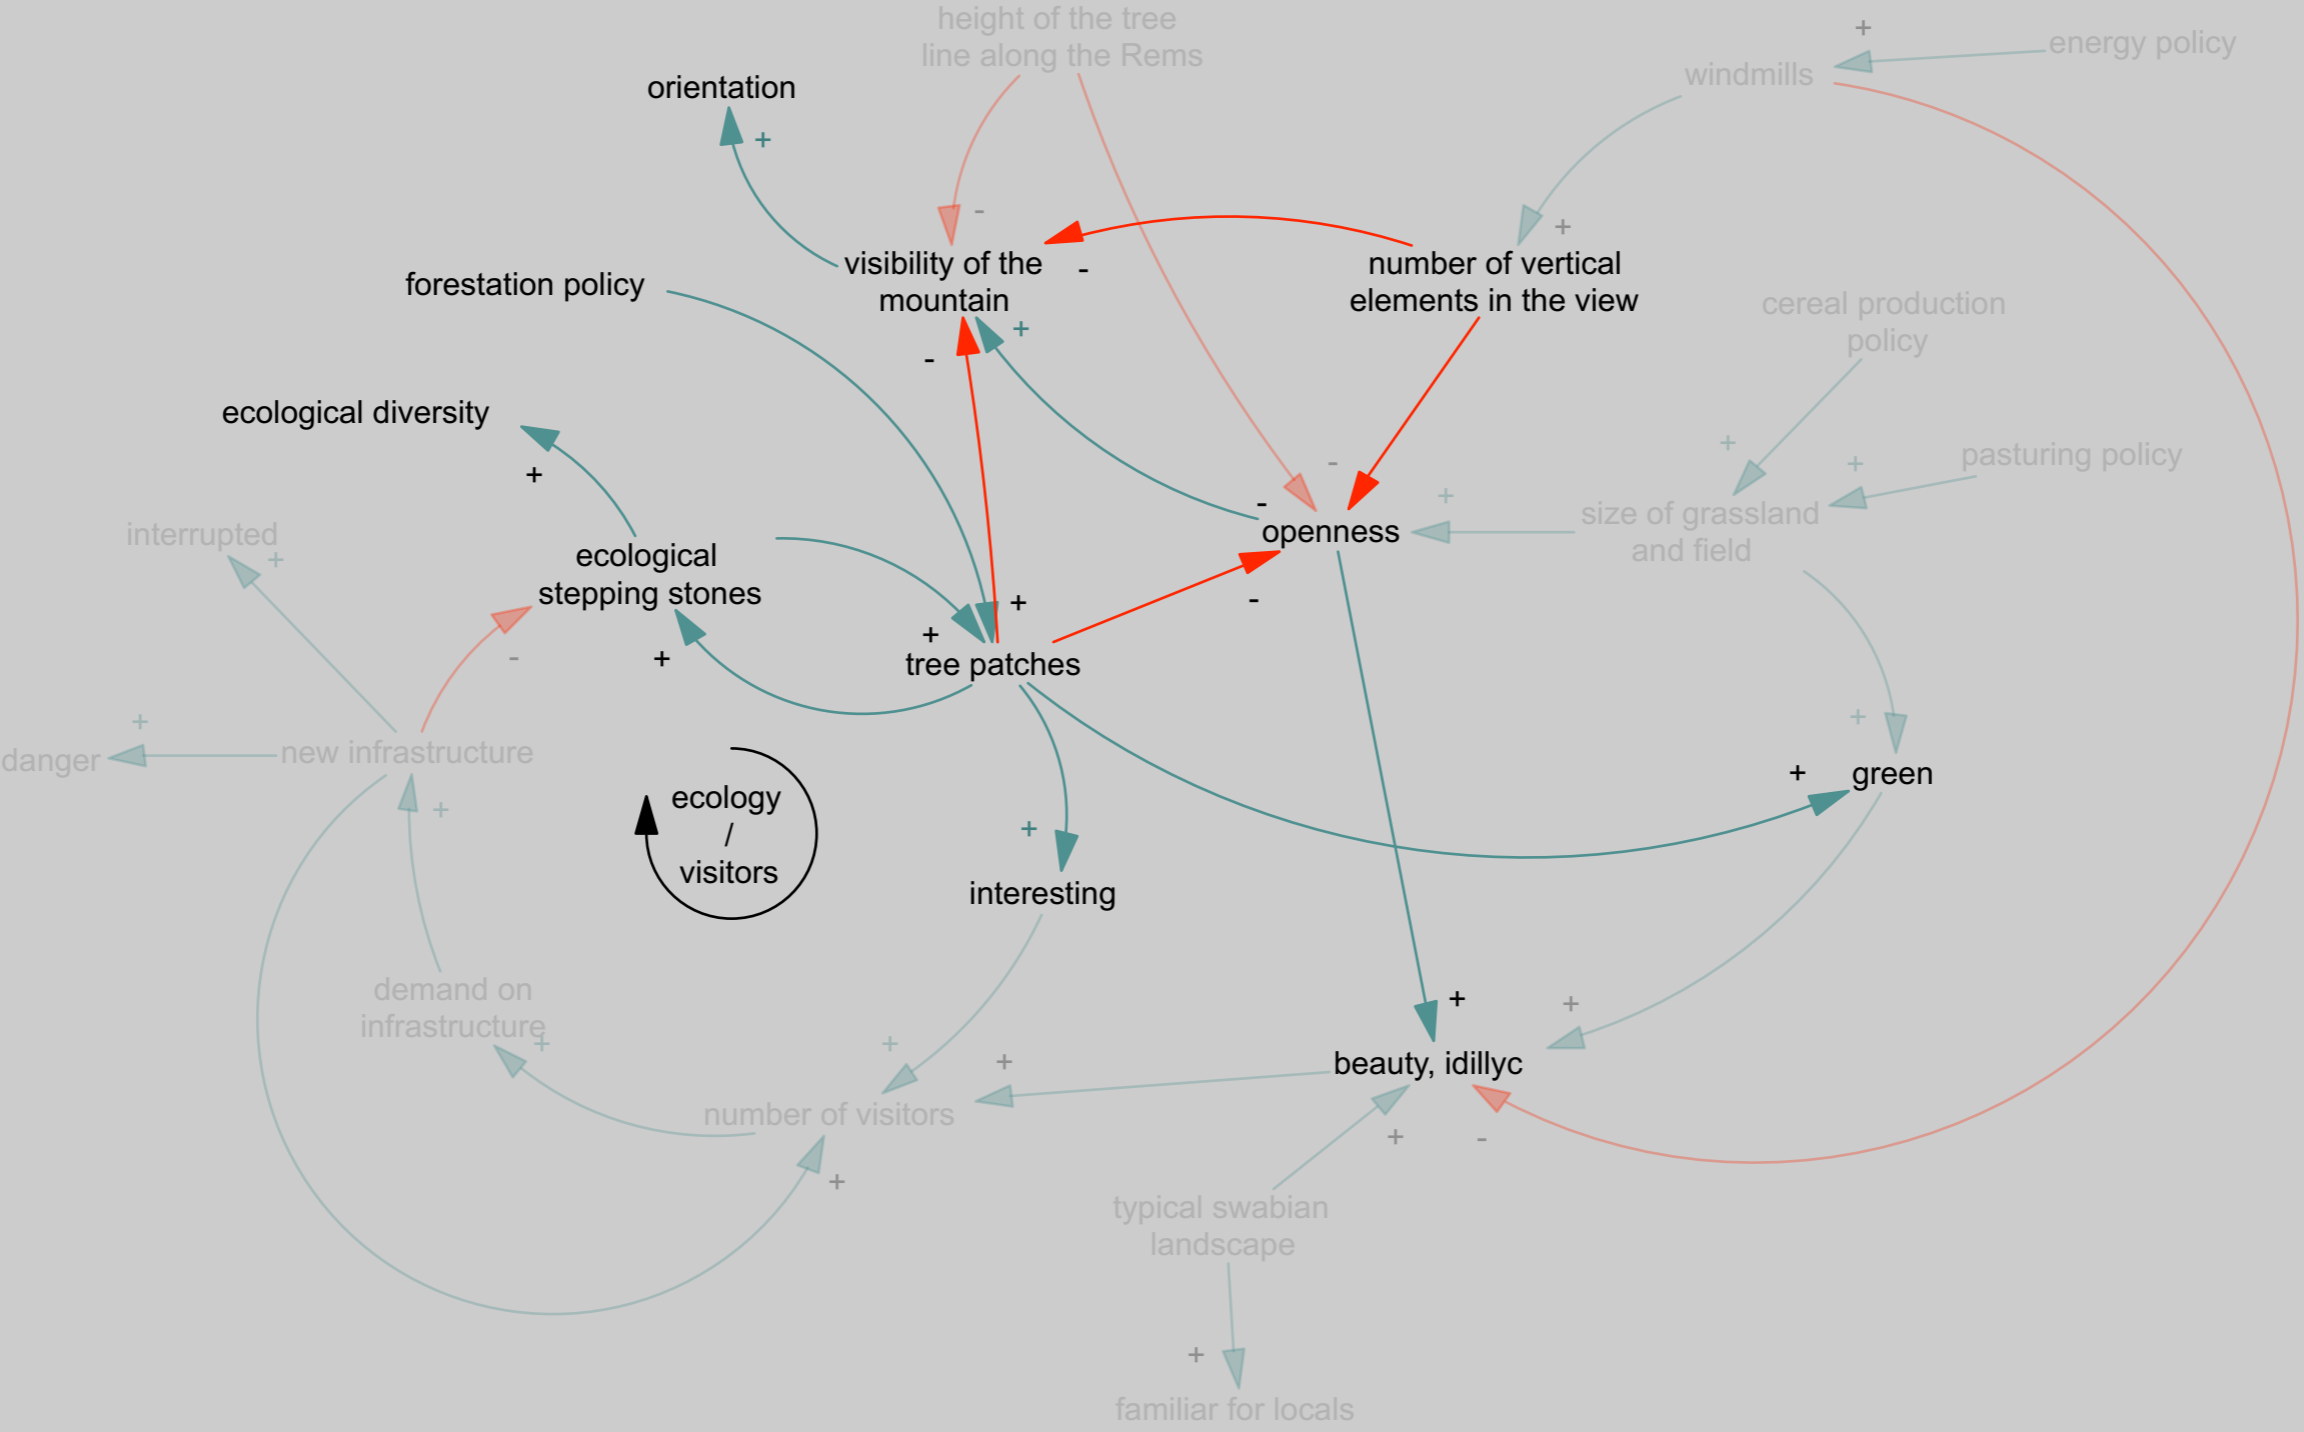 height of the tree
line along the Rems
energy policy
+
windmills
orientation
+
-
+
visibility of the
mountain
-
number of vertical
elements in the view
forestation policy
cereal production
policy
+
-
ecological diversity
+
+
pasturing policy
+
-
+
-
size of grassland
and field
openness
interrupted
+
ecological
stepping stones
+
-
+
-
+
tree patches
danger
+
new infrastructure
+
+
green
+
+
ecology
/
visitors
+
interesting
demand on
infrastructure
+
+
+
+
+
beauty, idillyc
number of visitors
+
-
+
typical swabian
landscape
+
familiar for locals